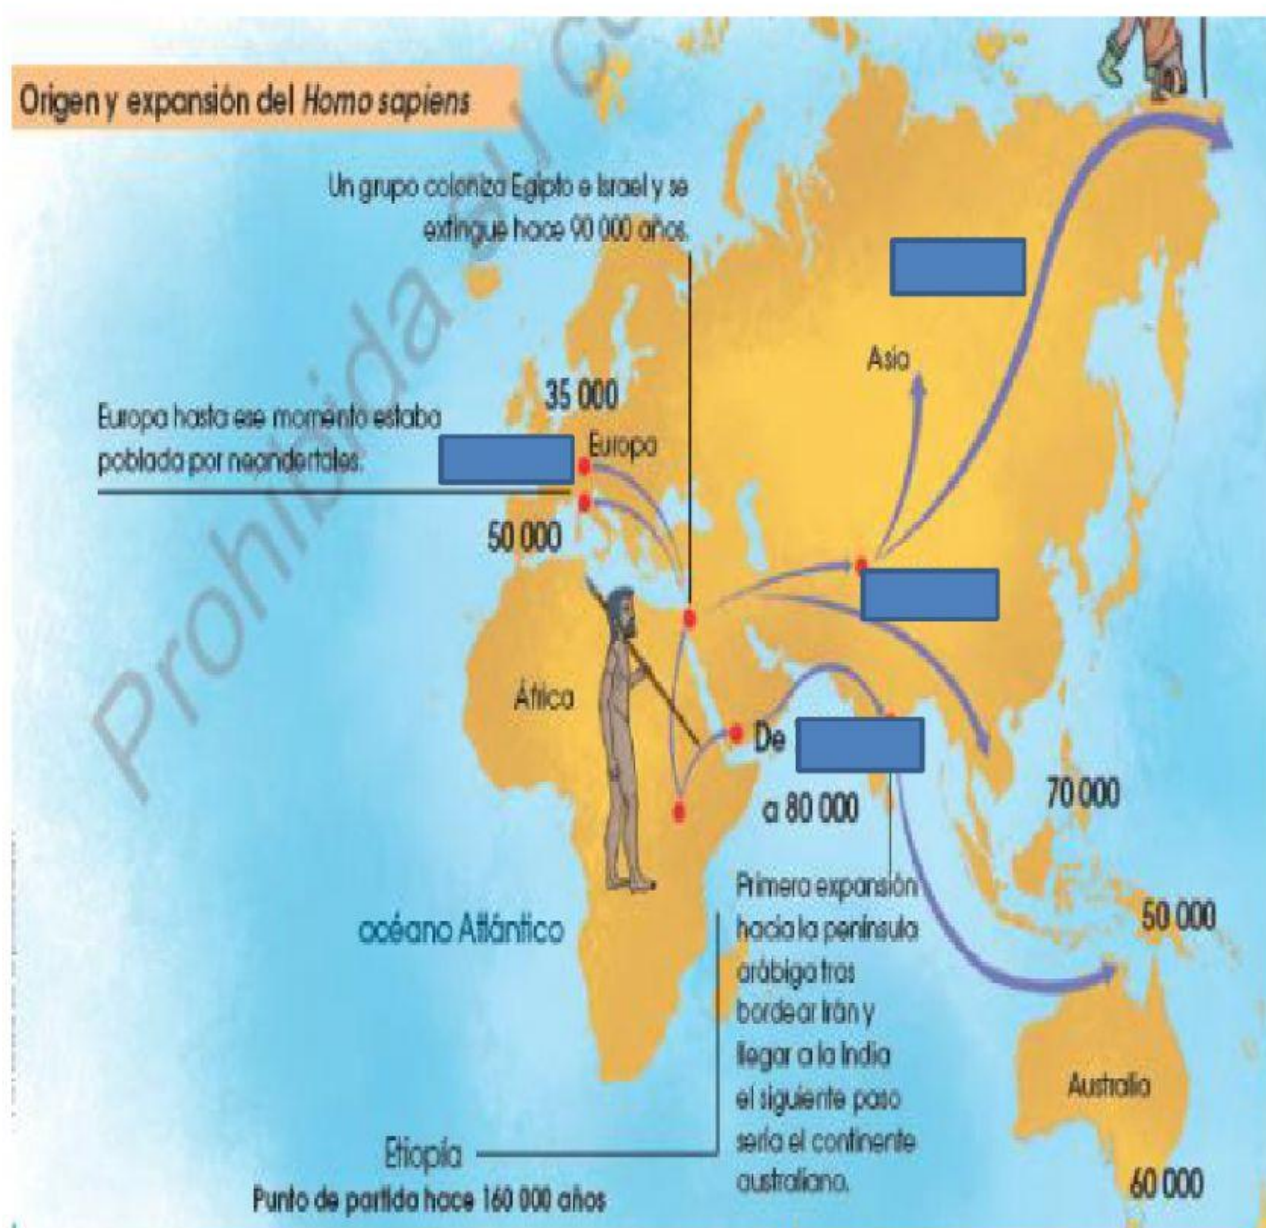 Origen y expansión del Homo sapiens
Un grupo coloniza Egipto e Israel y se
extingue hace 90 000 años.
Asia
35 000
Europa hasta ese momento estaba
poblada por neandertales.
Europa
50 000
África
De
a 80 000
70 000
Primera expansión
hacia la península
arábiga tras
bordear Irán y
llegar a la India
el siguiente paso
sería el continente
australiano.
50 000
océano Atlántico
Australia
Etiopía
Punto de partida hace 160 000 años
60 000
Prohibida su